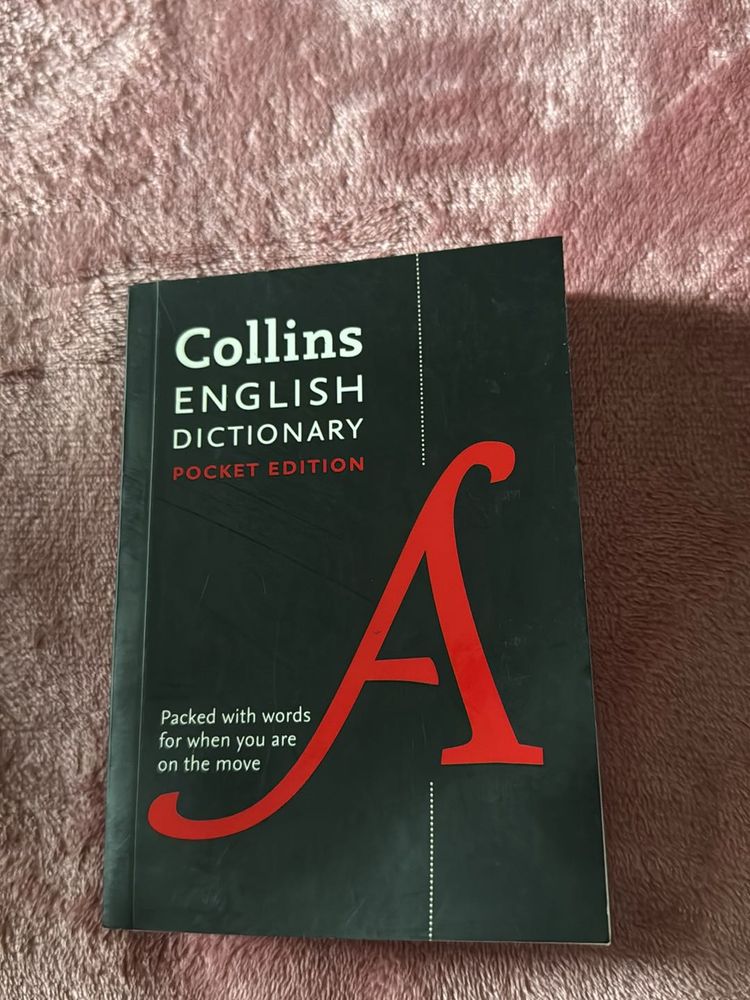 Collins
ENGLISH
DICTIONARY
POCKET EDITION
A
Packed with words
for when you are
on the move